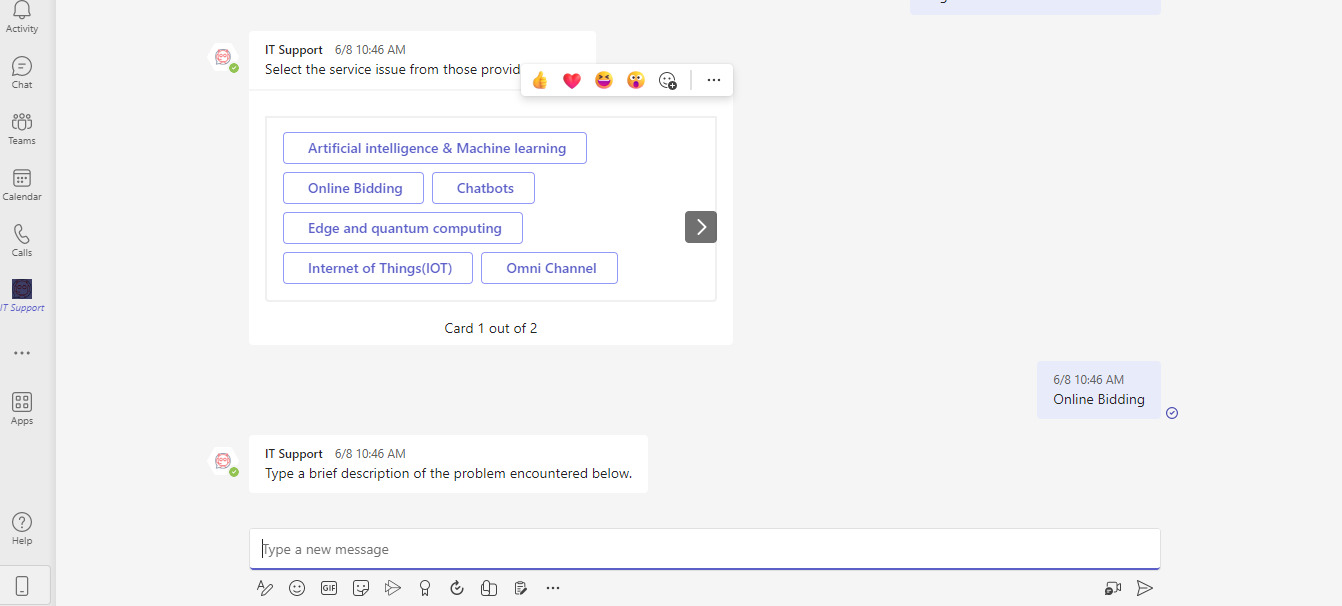 Activity
Chat
Teams
Calendar
Calls
IT Support
Apps
Help
IT Support 6/8 10:46 AM
Select the service issue from those provid
Artificial intelligence & Machine learning
Online Bidding
Chatbots
Edge and quantum computing
Internet of Things(IOT)
Omni Channel
Card 1 out of 2
6/8 10:46 AM
Online Bidding
IT Support 6/8 10:46 AM
Type a brief description of the problem encountered below.
Type a new message
GIF